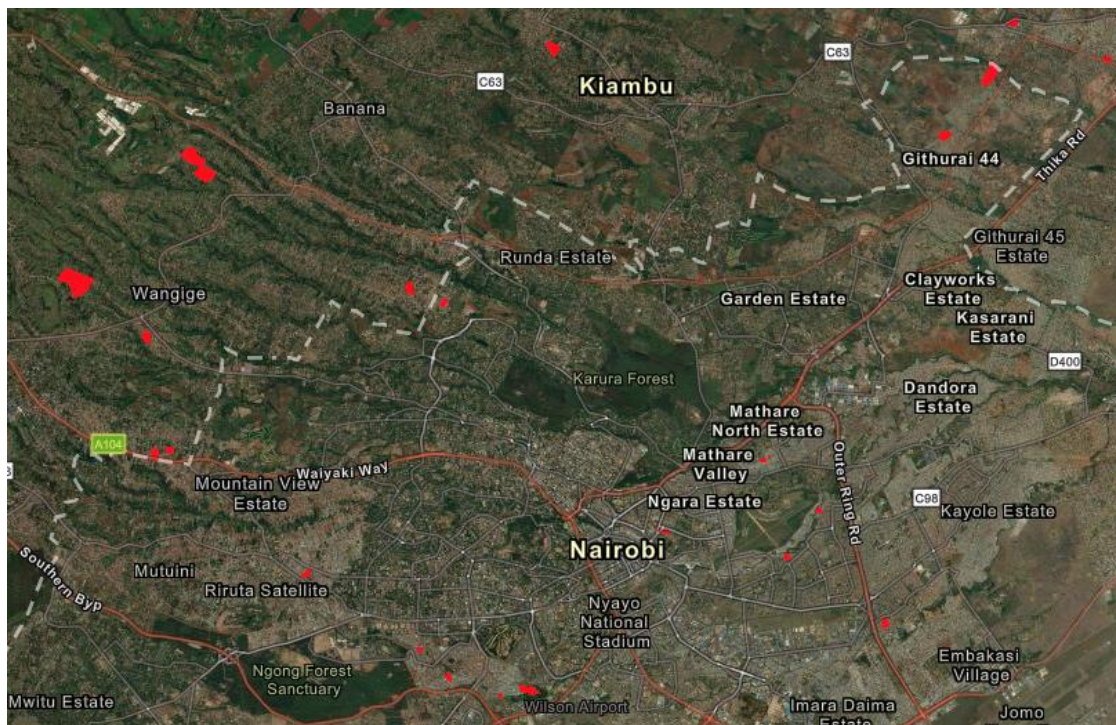 C63
C63
Kiambu
Banana
Githurai 44
Thika Rd
Githurai 45
Estate
Runda Estate
Wangige
Garden Estate
Clayworks
Estate
Kasarani
Estate
D400
Karura Forest
Dandora
Estate
Mathare
North Estate
A104
Waiyaki Way
Mathare
Valley
Outer Ring Rd
Mountain View
Estate
Ngara Estate
C98
Kayole Estate
Nairobi
Southern Byp
Mutuini
Riruta Satellite
Nyayo
National
Stadium
Ngong Forest
Sanctuary
Embakasi
Village
Mwitu Estate
Wilson Airport
Imara Daima
Estate
Jomo